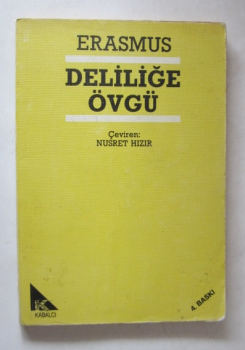 ERASMUS
DELİLİĞE
ÖVGÜ
Çeviren:
NUSRET HIZIR
4. BASKI
KABALCI